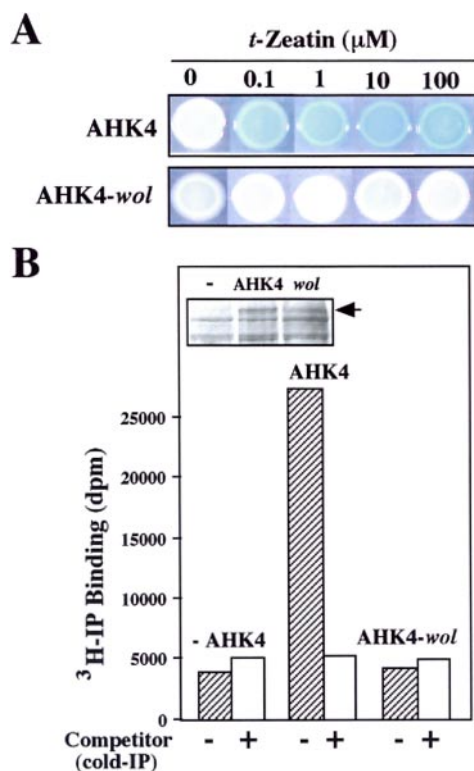 A
t-Zeatin (μM)
0 0.1 1 10 100
AHK4
AHK4-wol
B
- AHK4 wol
AHK4
25000
20000
15000
10000
5000
0
³H-IP Binding (dpm)
- AHK4
AHK4-wol
Competitor - + - + - +
(cold-IP)